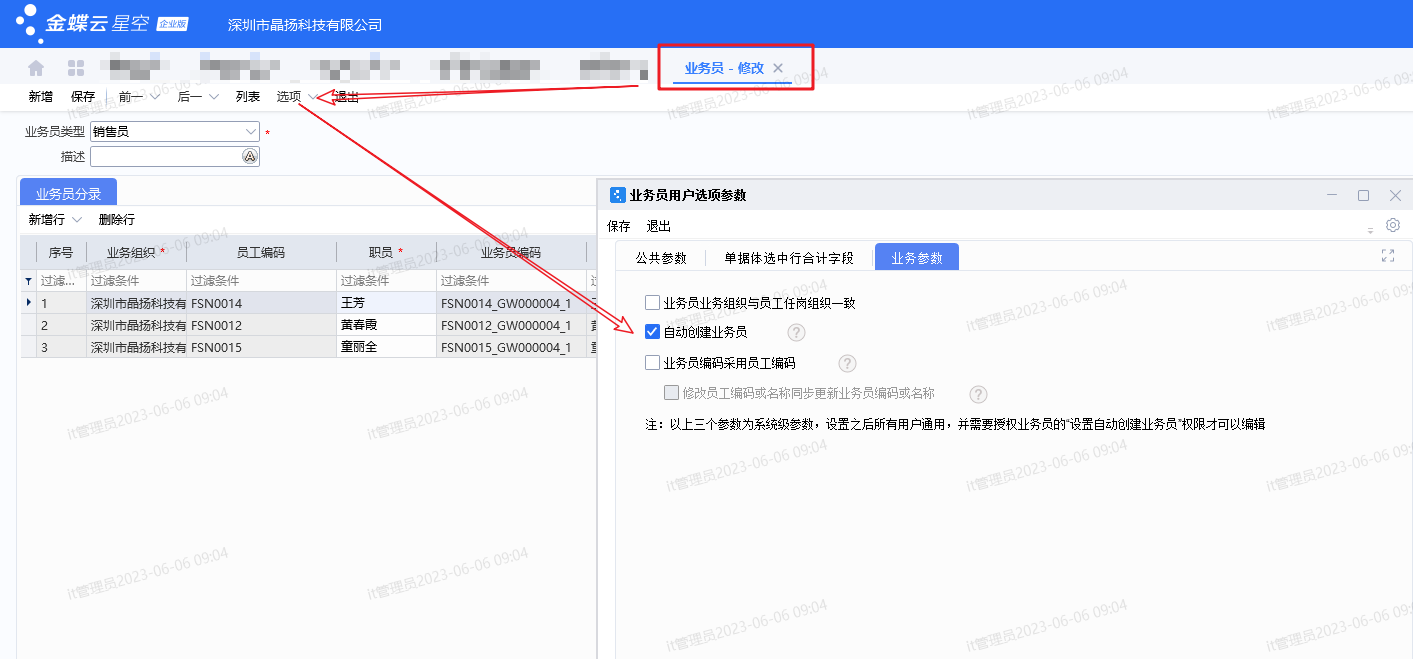 金蝶云 星空 企业版 深圳市晶扬科技有限公司
业务员 - 修改
新增 保存 前一 后一 列表 选项 退出
业务员类型 销售员 *
描述 A
业务员分录
新增行 删除行
序号 业务组织 * 员工编码 职员 * 业务员编码
过滤... 过滤条件 过滤条件 过滤条件 过滤条件
1 深圳市晶扬科技有 FSN0014 王芳 FSN0014_GW000004_1
2 深圳市晶扬科技有 FSN0012 黄春霞 FSN0012_GW000004_1
3 深圳市晶扬科技有 FSN0015 童丽全 FSN0015_GW000004_1
业务员用户选项参数
保存 退出
公共参数 单据体选中行合计字段 业务参数
业务员业务组织与员工任岗组织一致
自动创建业务员 ?
业务员编码采用员工编码 ?
修改员工编码或名称同步更新业务员编码或名称 ?
注：以上三个参数为系统级参数，设置之后所有用户通用，并需要授权业务员的“设置自动创建业务员”权限才可以编辑
it管理员2023-06-06 09:04